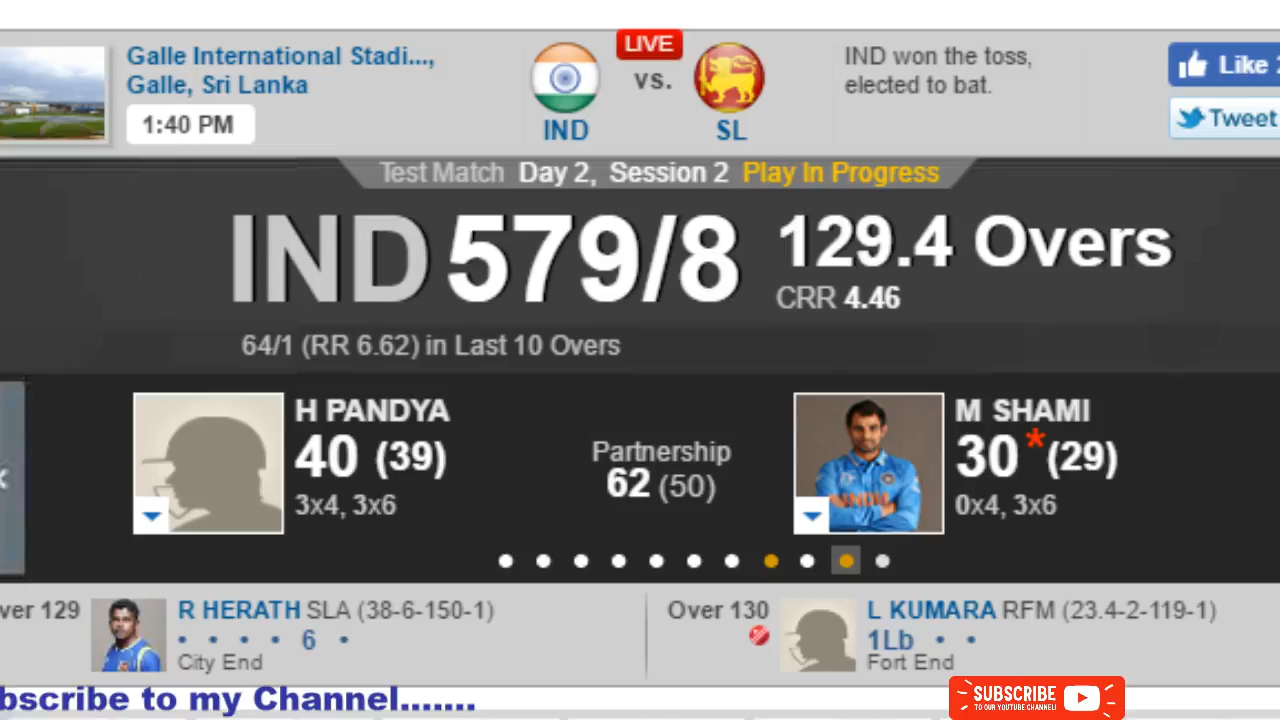 Galle International Stadi...,
Galle, Sri Lanka
1:40 PM
LIVE
vs.
IND
SL
IND won the toss,
elected to bat.
Like
Tweet
Test Match Day 2, Session 2 Play In Progress
IND 579/8
129.4 Overs
CRR 4.46
64/1 (RR 6.62) in Last 10 Overs
H PANDYA
40 (39)
3x4, 3x6
Partnership
62 (50)
M SHAMI
30*(29)
0x4, 3x6
ver 129
R HERATH SLA (38-6-150-1)
• • • • 6 •
City End
Over 130
L KUMARA RFM (23.4-2-119-1)
1Lb • •
Fort End
bscribe to my Channel.......
SUBSCRIBE
TO OUR YOUTUBE CHANNEL!